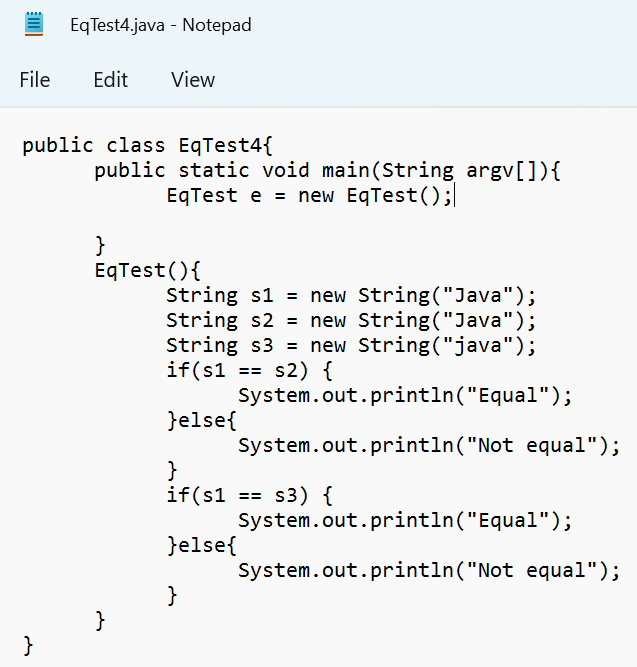 EqTest4.java - Notepad
File Edit View
public class EqTest4{
public static void main(String argv[]){
EqTest e = new EqTest();
}
EqTest(){
String s1 = new String("Java");
String s2 = new String("Java");
String s3 = new String("java");
if(s1 == s2) {
System.out.println("Equal");
}else{
System.out.println("Not equal");
}
if(s1 == s3) {
System.out.println("Equal");
}else{
System.out.println("Not equal");
}
}
}